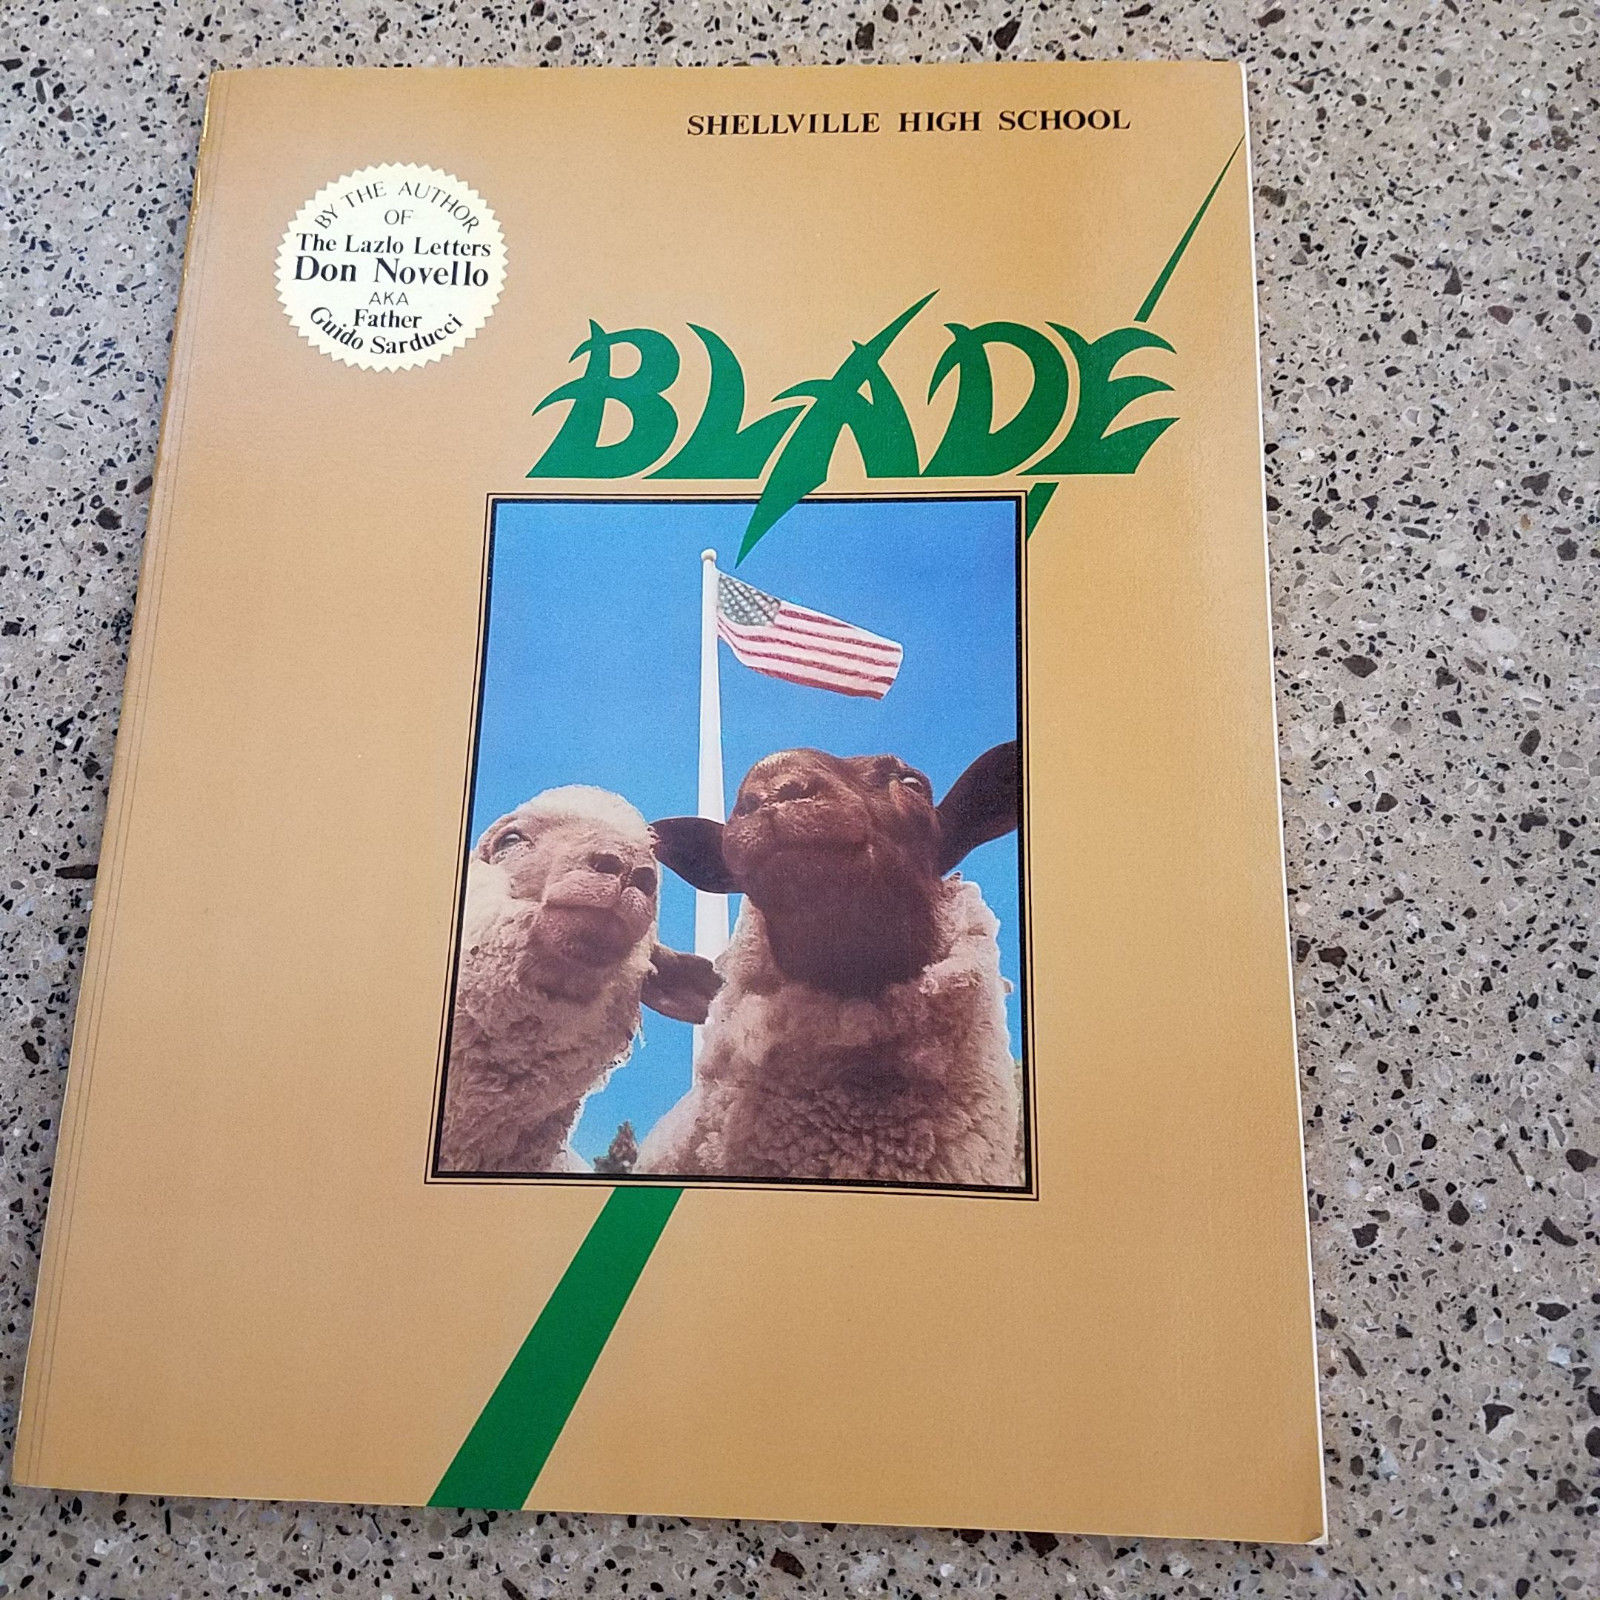 SHELLVILLE HIGH SCHOOL
BY THE AUTHOR
OF
The Lazlo Letters
Don Novello
AKA
Father
Guido Sarducci
BLADE